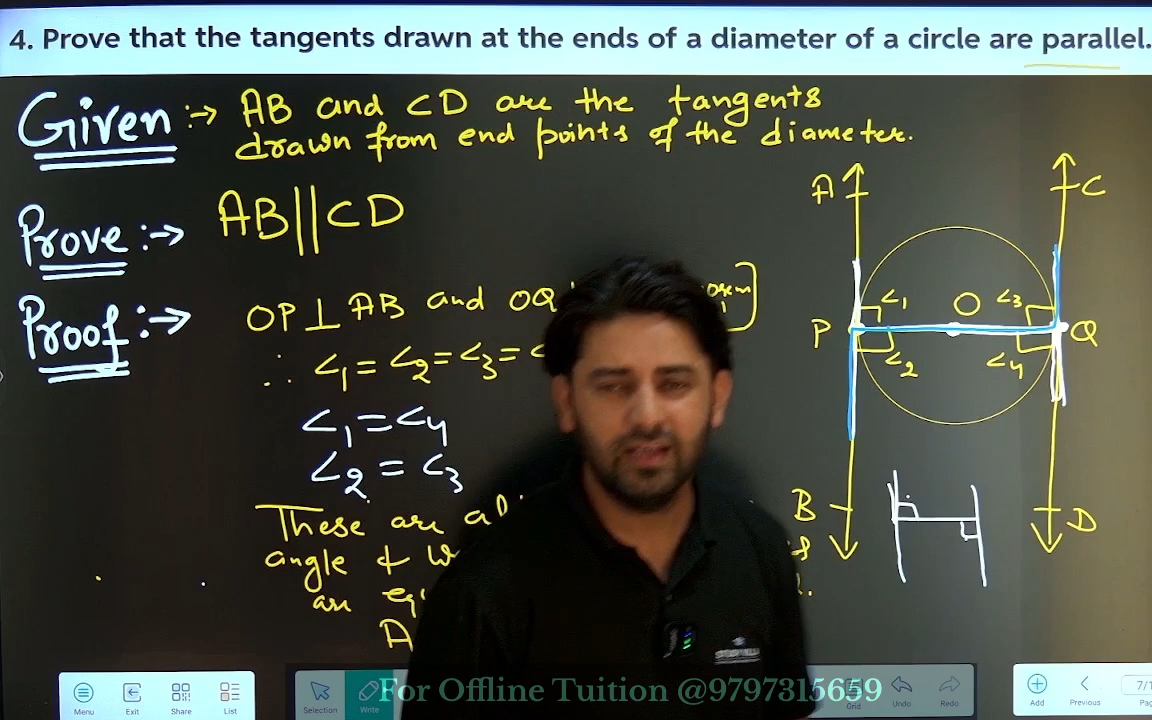 4. Prove that the tangents drawn at the ends of a diameter of a circle are parallel.
Given :→ AB and CD are the tangents
drawn from end points of the diameter.
Prove :→ AB||CD
Proof :→ OP⊥AB and OQ
∴ ∠1=∠2=∠3=
∠1=∠4
∠2=∠3
These are
angle &
are
A
C
∠1
O
∠3
P
Q
∠2
∠4
B
D
For Offline Tuition @9797315659
Menu
Exit
Share
List
Selection
Write
Grid
Undo
Redo
Add
Previous